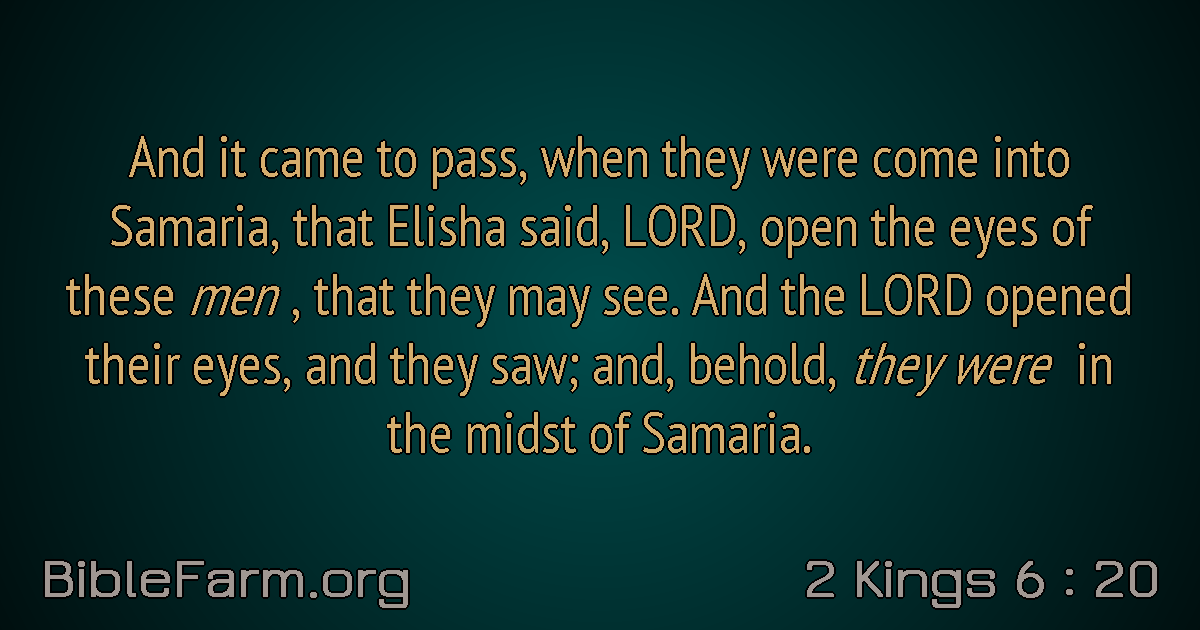 And it came to pass, when they were come into
Samaria, that Elisha said, LORD, open the eyes of
these men , that they may see. And the LORD opened
their eyes, and they saw; and, behold, they were in
the midst of Samaria.
BibleFarm.org
2 Kings 6 : 20